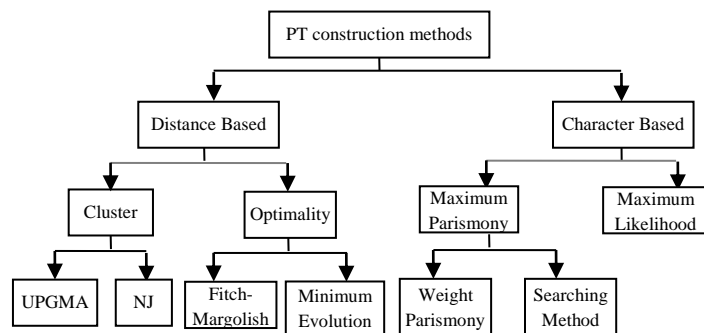 PT construction methods
Distance Based
Character Based
Cluster
Optimality
Maximum
Parismony
Maximum
Likelihood
UPGMA
NJ
Fitch-
Margolish
Minimum
Evolution
Weight
Parismony
Searching
Method